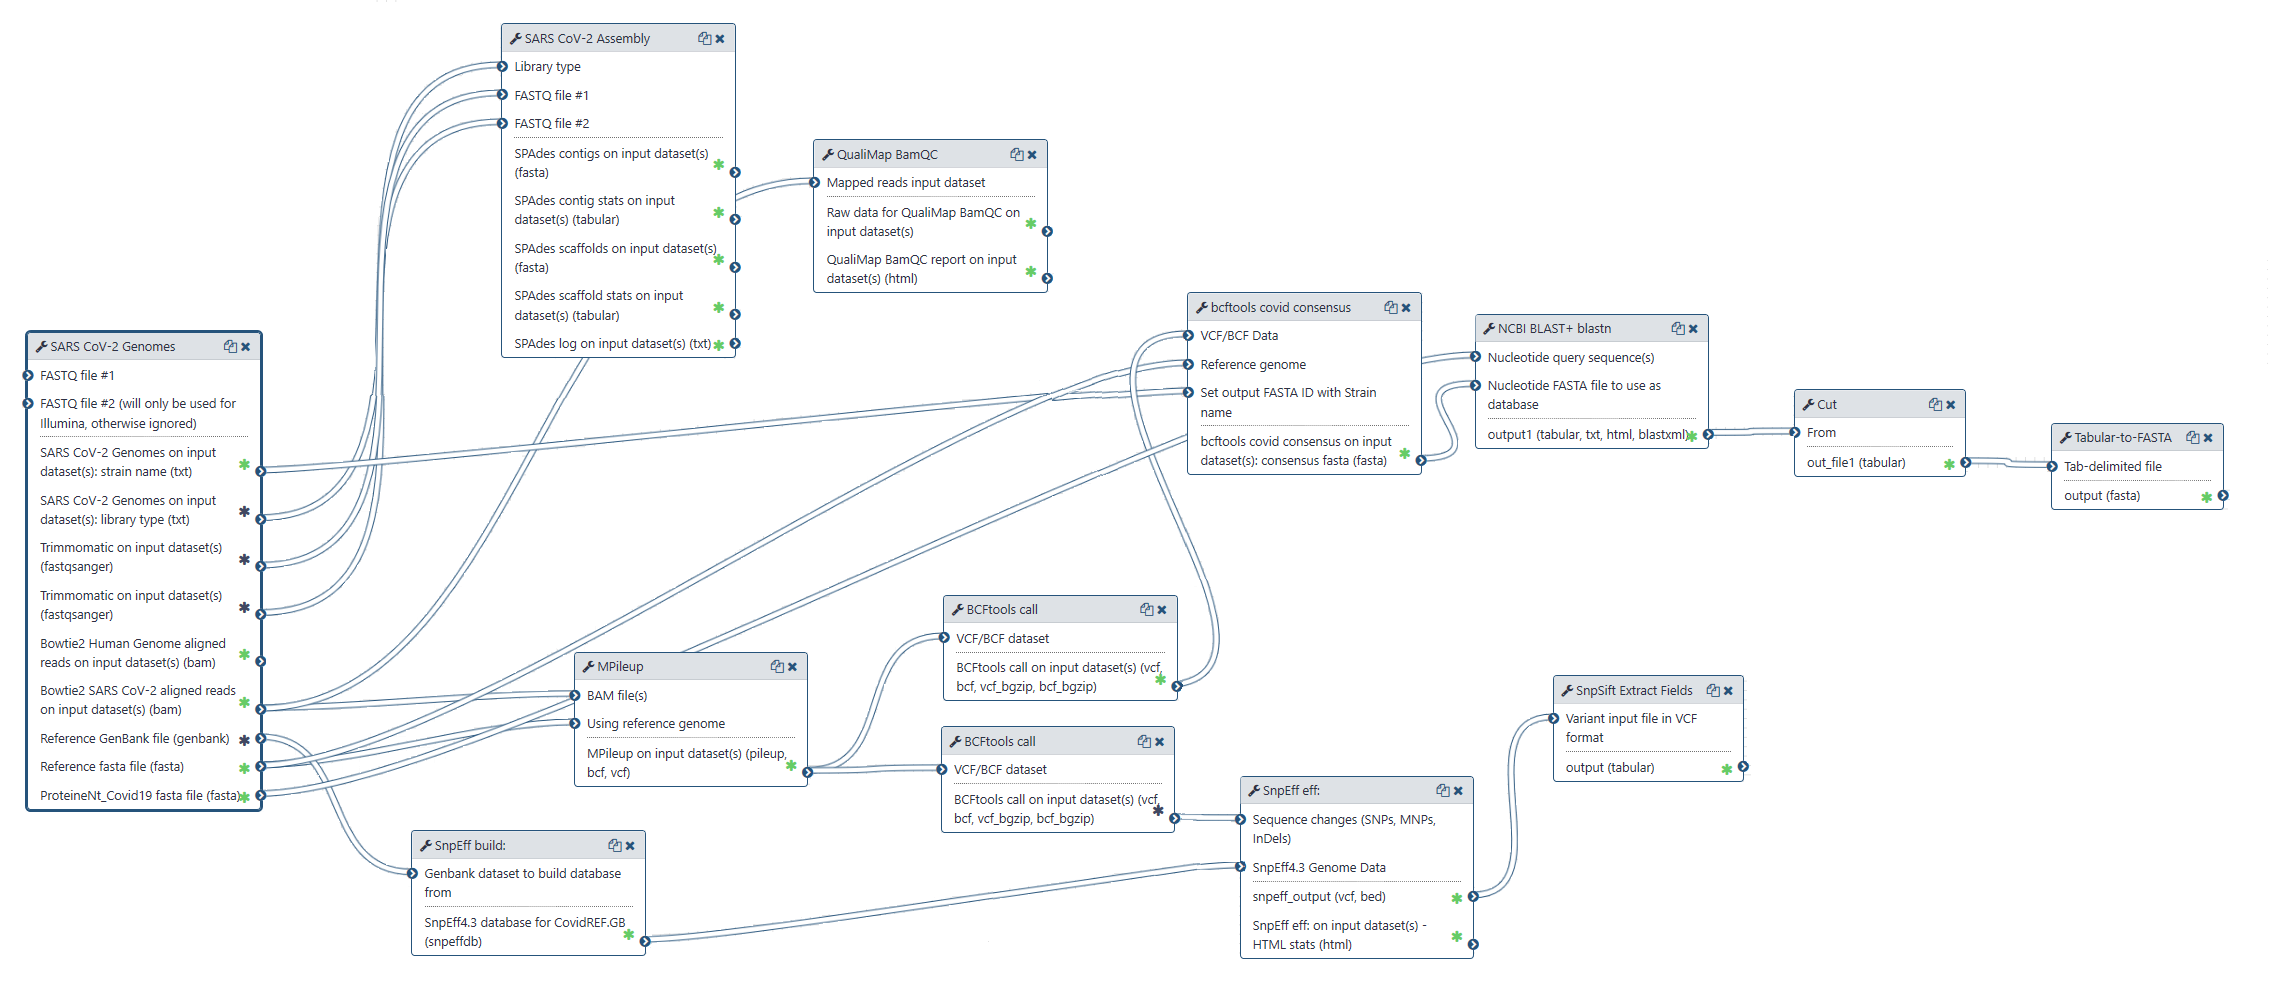 SARS CoV-2 Assembly
Library type
FASTQ file #1
FASTQ file #2
SPAdes contigs on input dataset(s)
(fasta)
SPAdes contig stats on input
dataset(s) (tabular)
SPAdes scaffolds on input dataset(s)
(fasta)
SPAdes scaffold stats on input
dataset(s) (tabular)
SPAdes log on input dataset(s) (txt)
QualiMap BamQC
Mapped reads input dataset
Raw data for QualiMap BamQC on
input dataset(s)
QualiMap BamQC report on input
dataset(s) (html)
SARS CoV-2 Genomes
FASTQ file #1
FASTQ file #2 (will only be used for
Illumina, otherwise ignored)
SARS CoV-2 Genomes on input
dataset(s): strain name (txt)
SARS CoV-2 Genomes on input
dataset(s): library type (txt)
Trimmomatic on input dataset(s)
(fastqsanger)
Trimmomatic on input dataset(s)
(fastqsanger)
Bowtie2 Human Genome aligned
reads on input dataset(s) (bam)
Bowtie2 SARS CoV-2 aligned reads
on input dataset(s) (bam)
Reference GenBank file (genbank)
Reference fasta file (fasta)
ProteineNt_Covid19 fasta file (fasta)
bcftools covid consensus
VCF/BCF Data
Reference genome
Set output FASTA ID with Strain
name
bcftools covid consensus on input
dataset(s): consensus fasta (fasta)
NCBI BLAST+ blastn
Nucleotide query sequence(s)
Nucleotide FASTA file to use as
database
output1 (tabular, txt, html, blastxml)
Cut
From
out_file1 (tabular)
Tabular-to-FASTA
Tab-delimited file
output (fasta)
MPileup
BAM file(s)
Using reference genome
MPileup on input dataset(s) (pileup,
bcf, vcf)
BCFtools call
VCF/BCF dataset
BCFtools call on input dataset(s) (vcf,
bcf, vcf_bgzip, bcf_bgzip)
BCFtools call
VCF/BCF dataset
BCFtools call on input dataset(s) (vcf,
bcf, vcf_bgzip, bcf_bgzip)
SnpEff build:
Genbank dataset to build database
from
SnpEff4.3 database for CovidREF.GB
(snpeffdb)
SnpEff eff:
Sequence changes (SNPs, MNPs,
InDels)
SnpEff4.3 Genome Data
snpeff_output (vcf, bed)
SnpEff eff: on input dataset(s) -
HTML stats (html)
SnpSift Extract Fields
Variant input file in VCF
format
output (tabular)